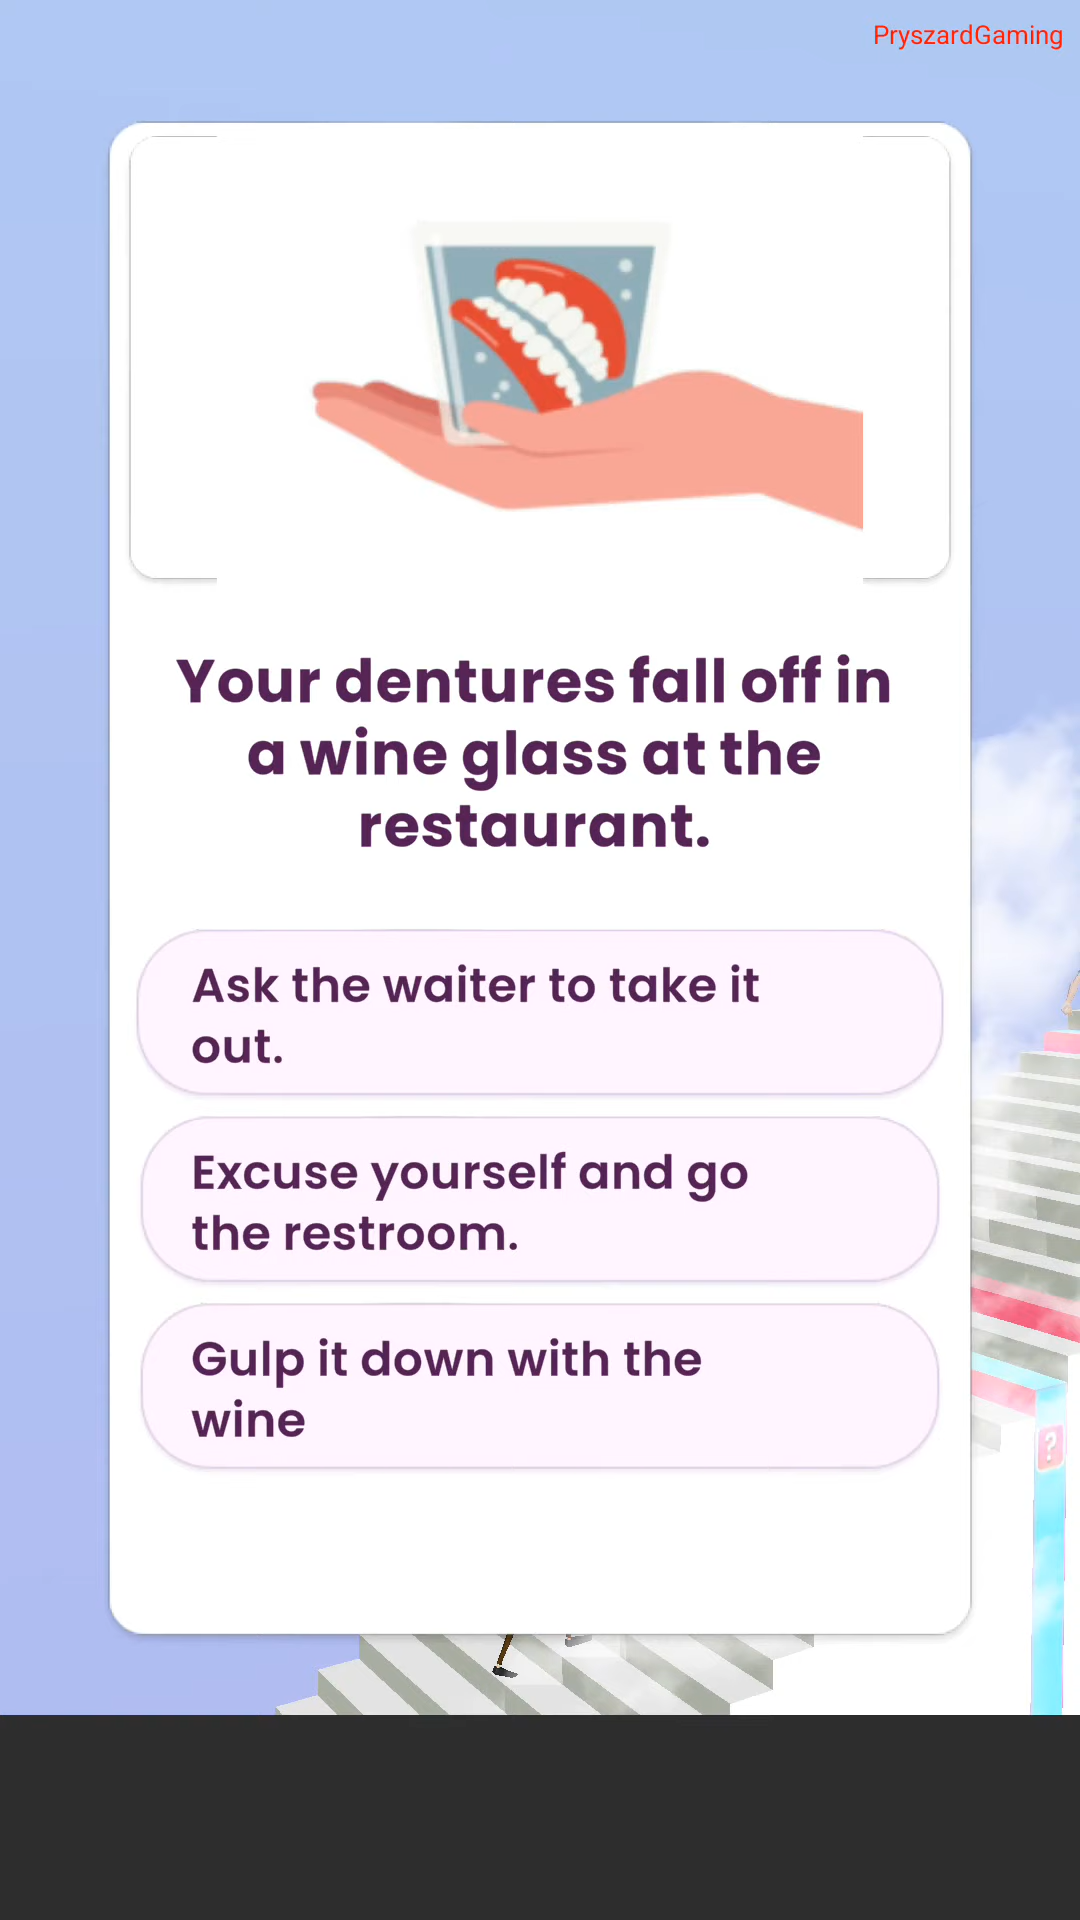 PryszardGaming
Your dentures fall off in
a wine glass at the
restaurant.
Ask the waiter to take it
out.
Excuse yourself and go
the restroom.
Gulp it down with the
wine
?